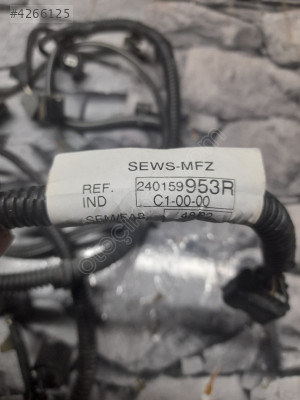 #4266125
SEWS-MFZ
REF. 240159953R
IND C1-00-00